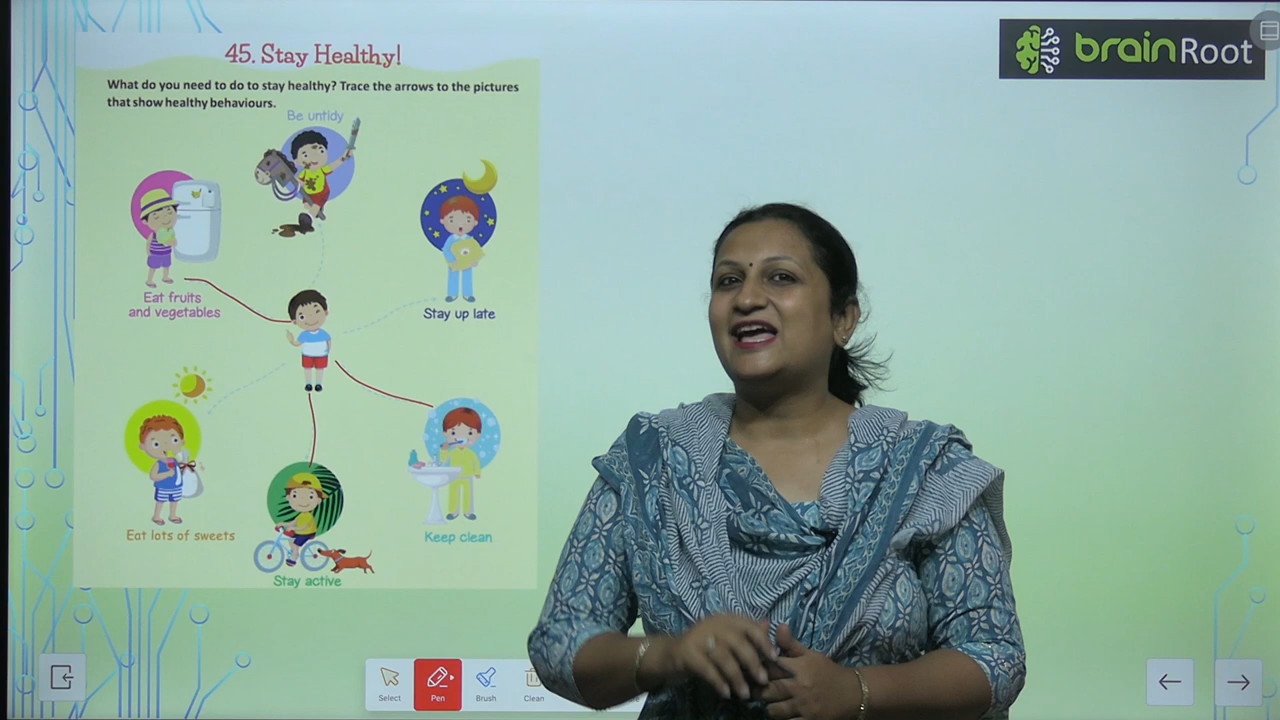 45. Stay Healthy!
What do you need to do to stay healthy? Trace the arrows to the pictures
that show healthy behaviours.
Be untidy
Eat fruits
and vegetables
Stay up late
Eat lots of sweets
Keep clean
Stay active
brainRoot
Select
Pen
Brush
Clean